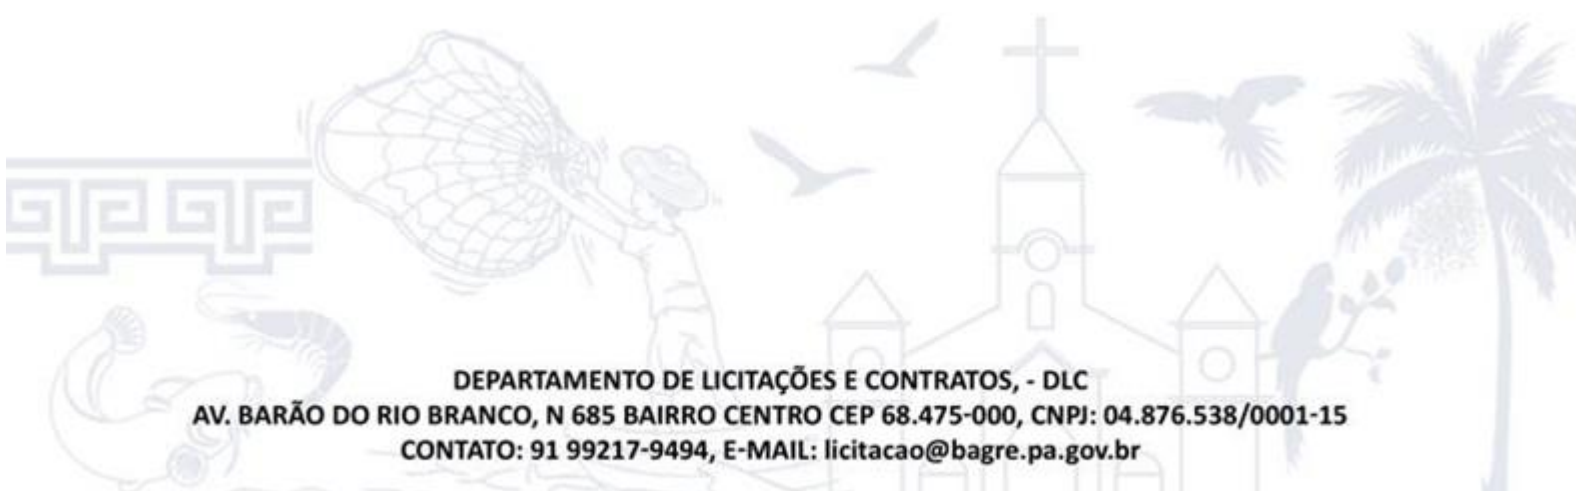 DEPARTAMENTO DE LICITAÇÕES E CONTRATOS, - DLC
AV. BARÃO DO RIO BRANCO, N 685 BAIRRO CENTRO CEP 68.475-000, CNPJ: 04.876.538/0001-15
CONTATO: 91 99217-9494, E-MAIL: licitacao@bagre.pa.gov.br